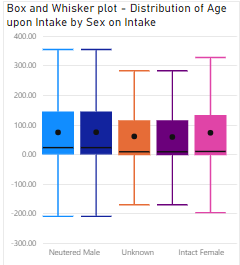 Box and Whisker plot - Distribution of Age
upon Intake by Sex on Intake
400.00
300.00
200.00
100.00
0.00
-100.00
-200.00
-300.00
Neutered Male Unknown Intact Female